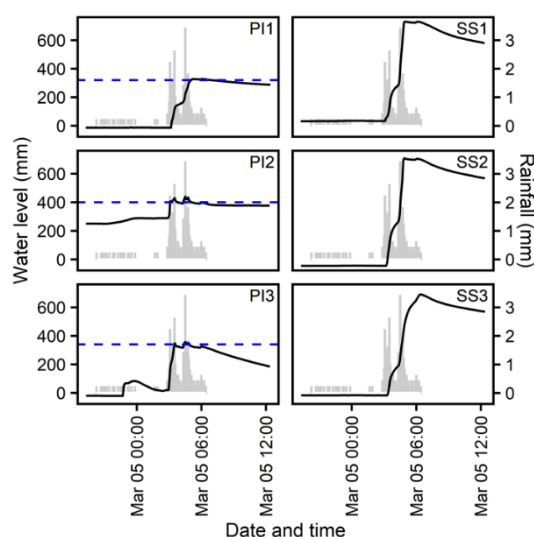 PI1
SS1
600
400
200
0
3
2
1
0
PI2
SS2
600
400
200
0
3
2
1
0
PI3
SS3
600
400
200
0
3
2
1
0
Water level (mm)
Rainfall (mm)
Mar 05 00:00
Mar 05 06:00
Mar 05 12:00
Mar 05 00:00
Mar 05 06:00
Mar 05 12:00
Date and time